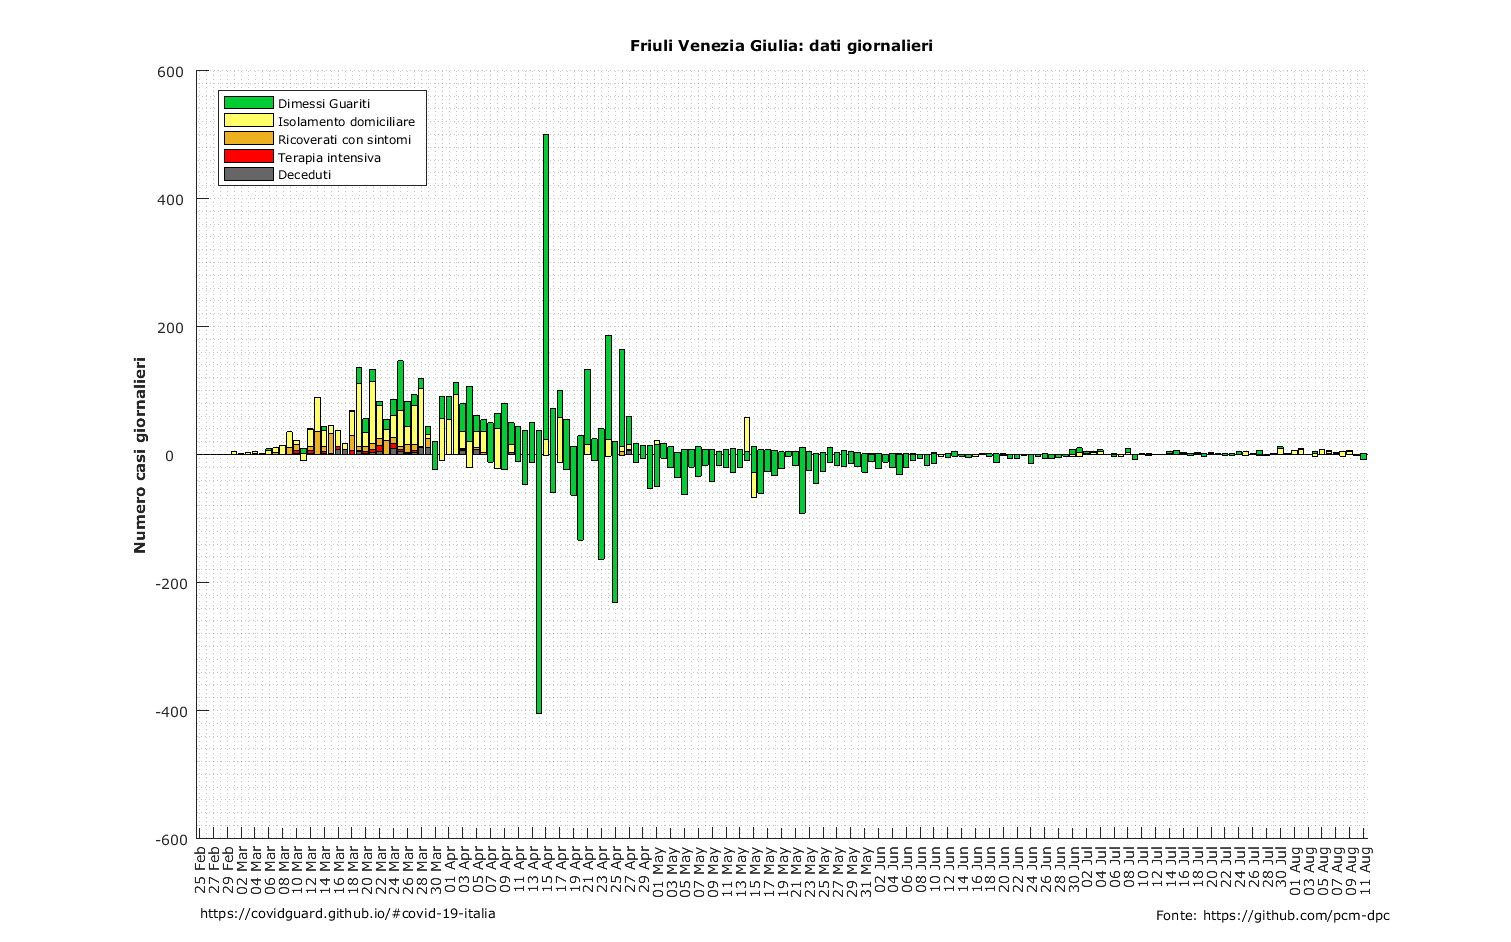 Friuli Venezia Giulia: dati giornalieri
600
400
200
0
-200
-400
-600
Numero casi giornalieri
Dimessi Guariti
Isolamento domiciliare
Ricoverati con sintomi
Terapia intensiva
Deceduti
25 Feb
27 Feb
29 Feb
02 Mar
04 Mar
06 Mar
08 Mar
10 Mar
12 Mar
14 Mar
16 Mar
18 Mar
20 Mar
22 Mar
24 Mar
26 Mar
28 Mar
30 Mar
01 Apr
03 Apr
05 Apr
07 Apr
09 Apr
11 Apr
13 Apr
15 Apr
17 Apr
19 Apr
21 Apr
23 Apr
25 Apr
27 Apr
29 Apr
01 May
03 May
05 May
07 May
09 May
11 May
13 May
15 May
17 May
19 May
21 May
23 May
25 May
27 May
29 May
31 May
02 Jun
04 Jun
06 Jun
08 Jun
10 Jun
12 Jun
14 Jun
16 Jun
18 Jun
20 Jun
22 Jun
24 Jun
26 Jun
28 Jun
30 Jun
02 Jul
04 Jul
06 Jul
08 Jul
10 Jul
12 Jul
14 Jul
16 Jul
18 Jul
20 Jul
22 Jul
24 Jul
26 Jul
28 Jul
30 Jul
01 Aug
03 Aug
05 Aug
07 Aug
09 Aug
11 Aug
https://covidguard.github.io/#covid-19-italia
Fonte: https://github.com/pcm-dpc